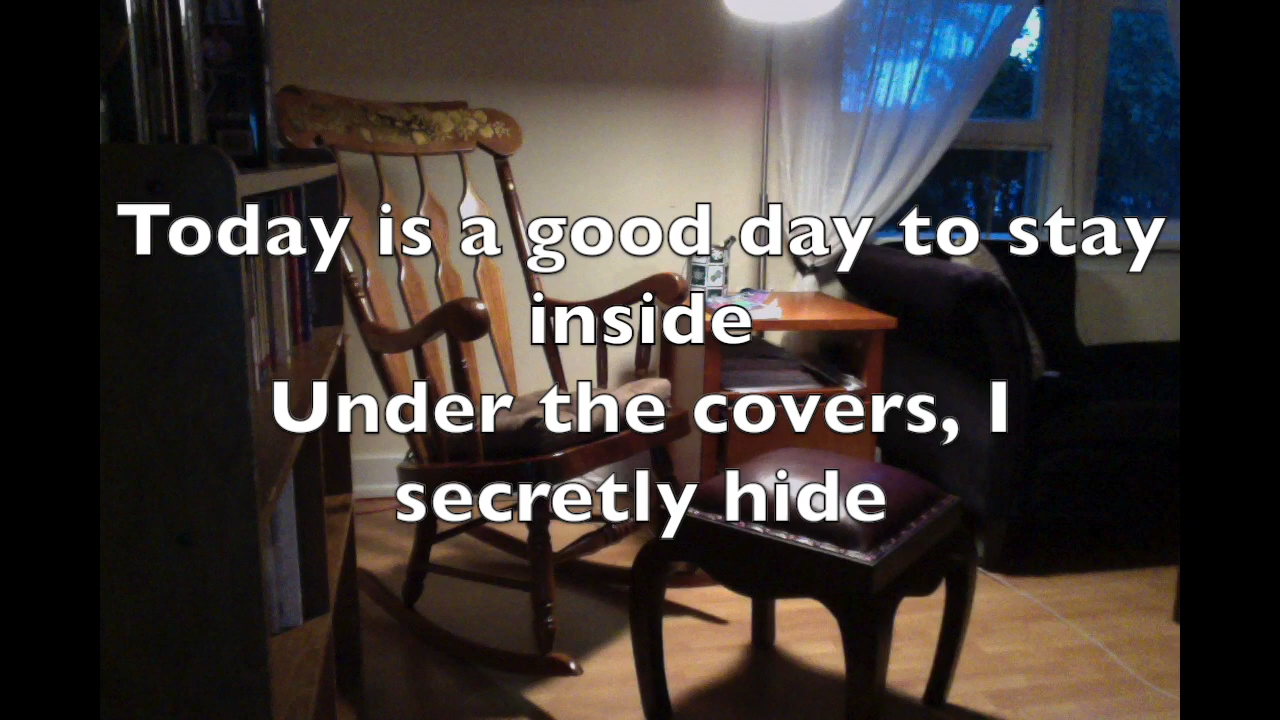 Today is a good day to stay
inside
Under the covers, I
secretly hide